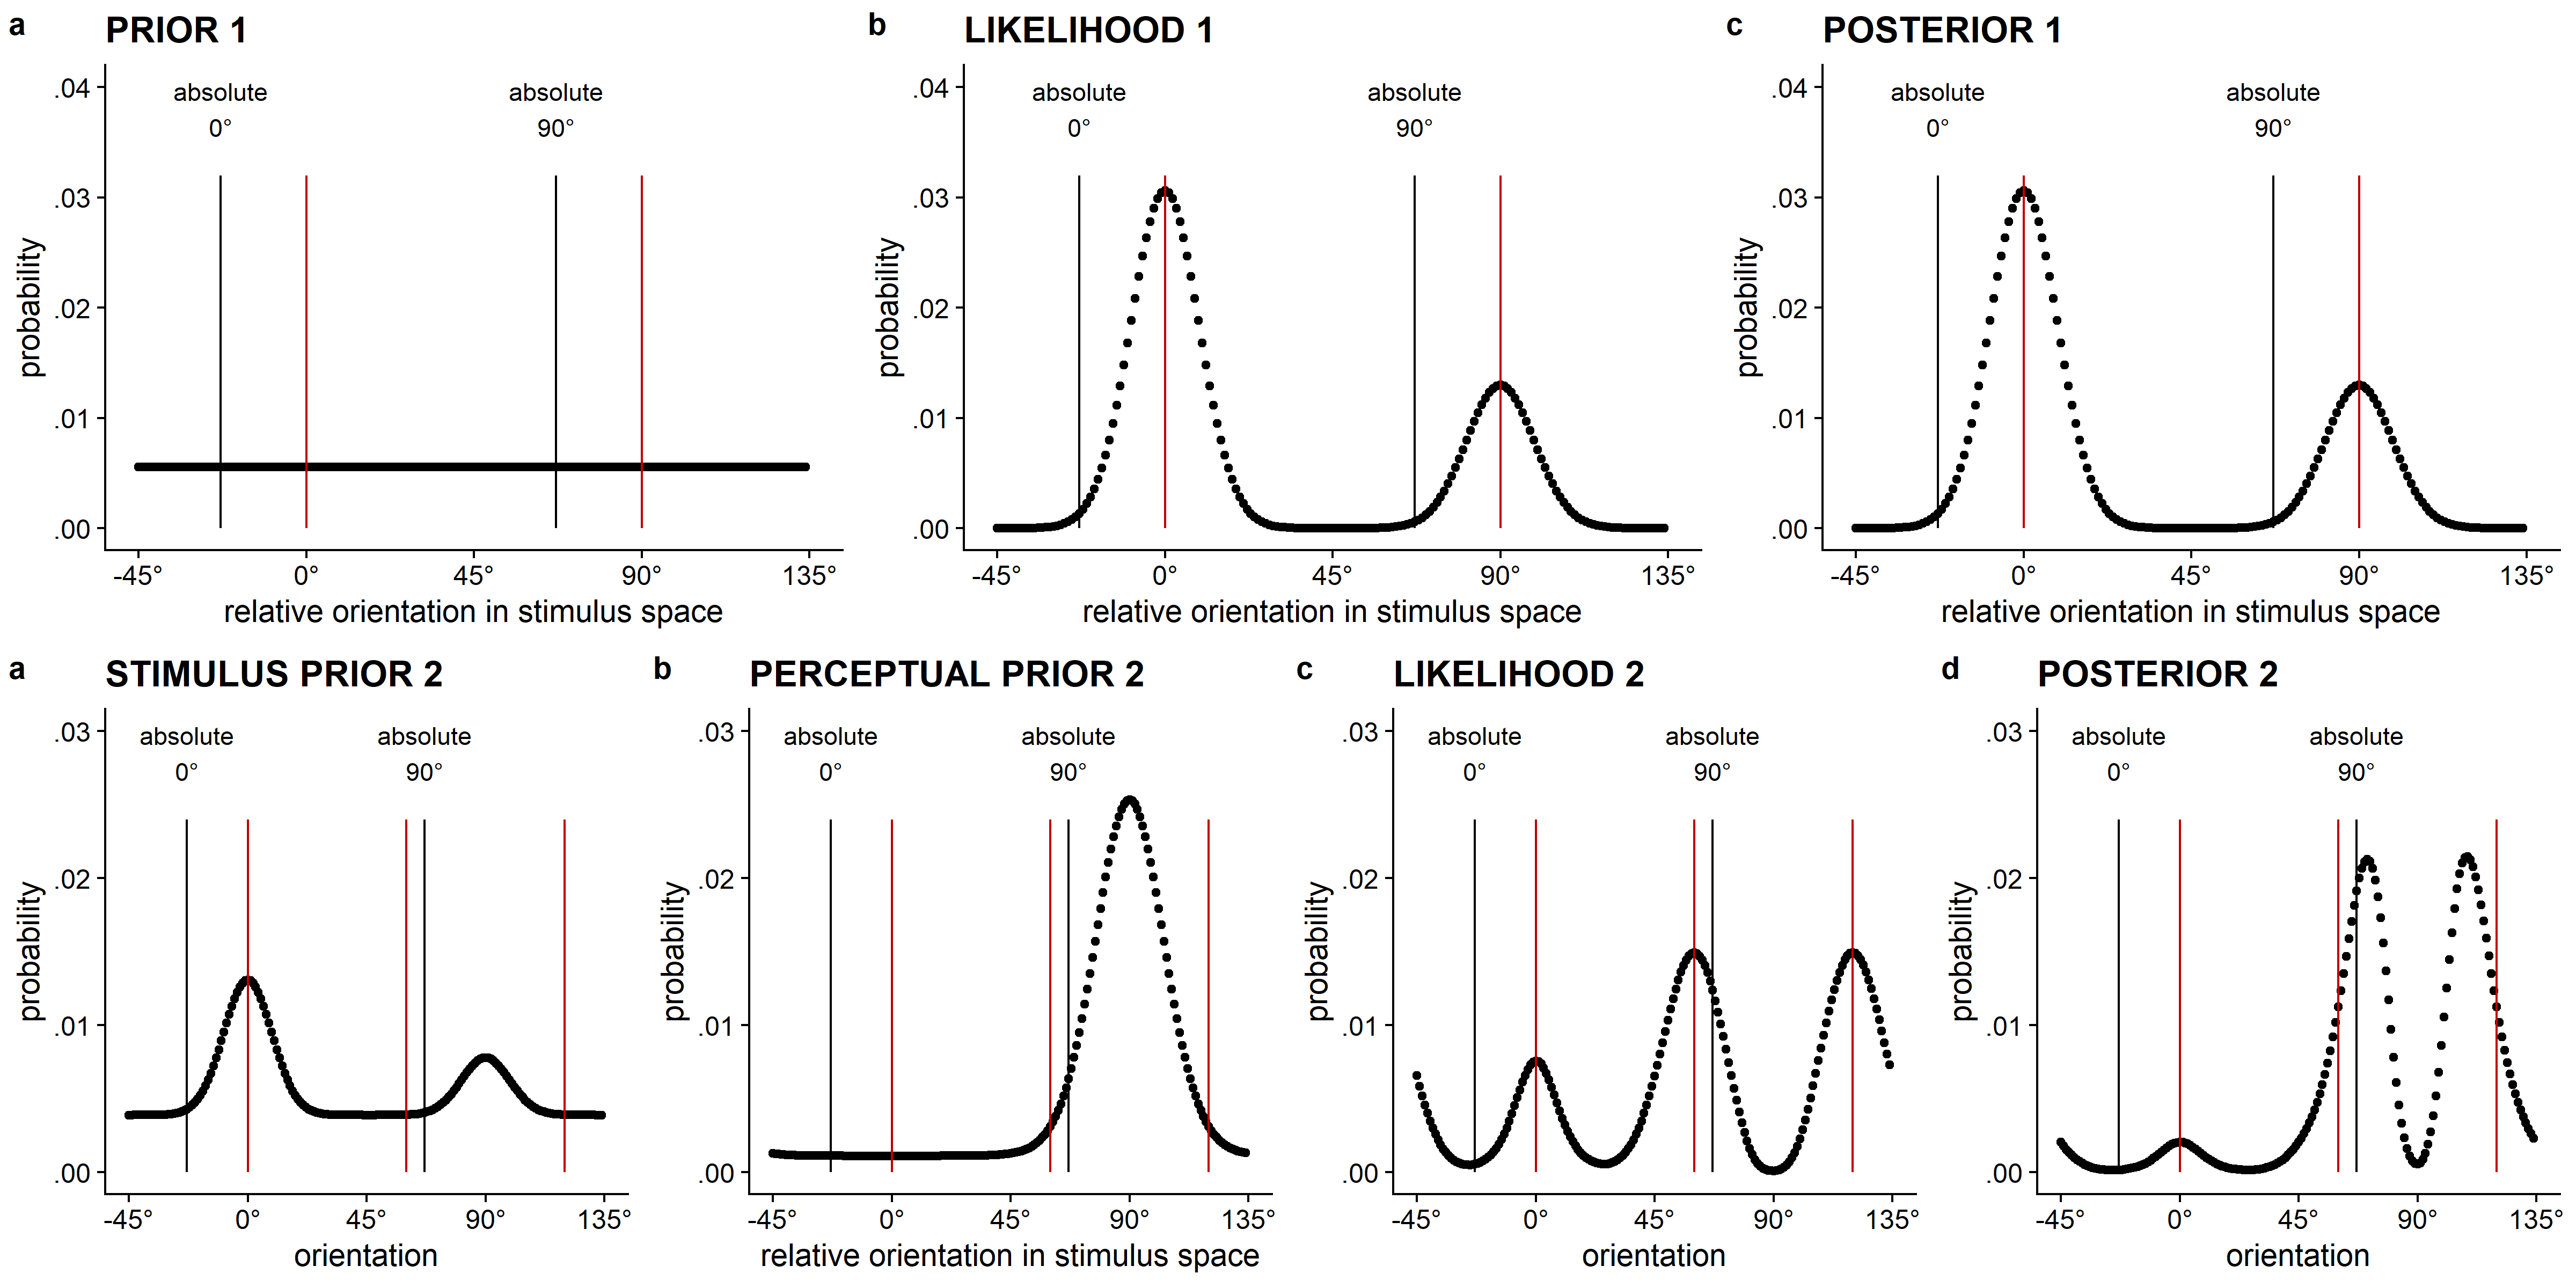 a PRIOR 1
absolute 0°
absolute 90°
.04
.03
.02
.01
.00
probability
-45° 0° 45° 90° 135°
relative orientation in stimulus space
b LIKELIHOOD 1
absolute 0°
absolute 90°
.04
.03
.02
.01
.00
probability
-45° 0° 45° 90° 135°
relative orientation in stimulus space
c POSTERIOR 1
absolute 0°
absolute 90°
.04
.03
.02
.01
.00
probability
-45° 0° 45° 90° 135°
relative orientation in stimulus space
a STIMULUS PRIOR 2
absolute 0°
absolute 90°
.03
.02
.01
.00
probability
-45° 0° 45° 90° 135°
orientation
b PERCEPTUAL PRIOR 2
absolute 0°
absolute 90°
.03
.02
.01
.00
probability
-45° 0° 45° 90° 135°
relative orientation in stimulus space
c LIKELIHOOD 2
absolute 0°
absolute 90°
.03
.02
.01
.00
probability
-45° 0° 45° 90° 135°
orientation
d POSTERIOR 2
absolute 0°
absolute 90°
.03
.02
.01
.00
probability
-45° 0° 45° 90° 135°
orientation